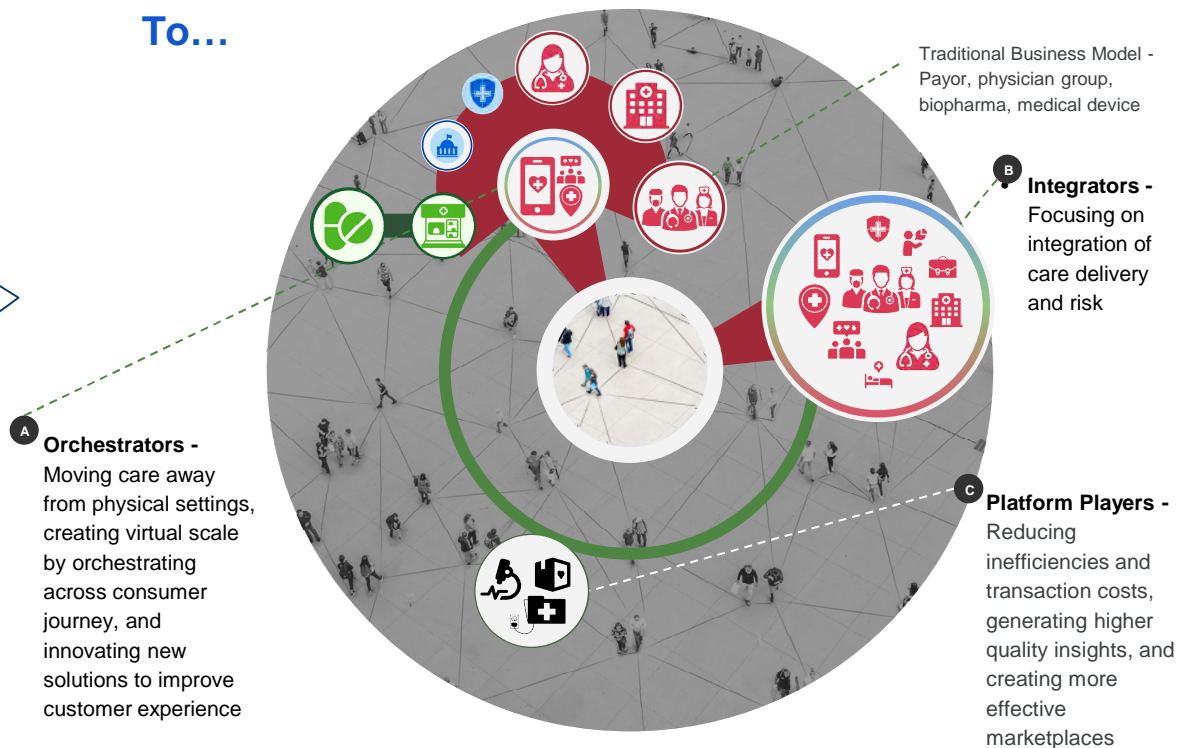 To…
Traditional Business Model -
Payor, physician group,
biopharma, medical device
B
Integrators -
Focusing on
integration of
care delivery
and risk
A
Orchestrators -
Moving care away
from physical settings,
creating virtual scale
by orchestrating
across consumer
journey, and
innovating new
solutions to improve
customer experience
C
Platform Players -
Reducing
inefficiencies and
transaction costs,
generating higher
quality insights, and
creating more
effective
marketplaces